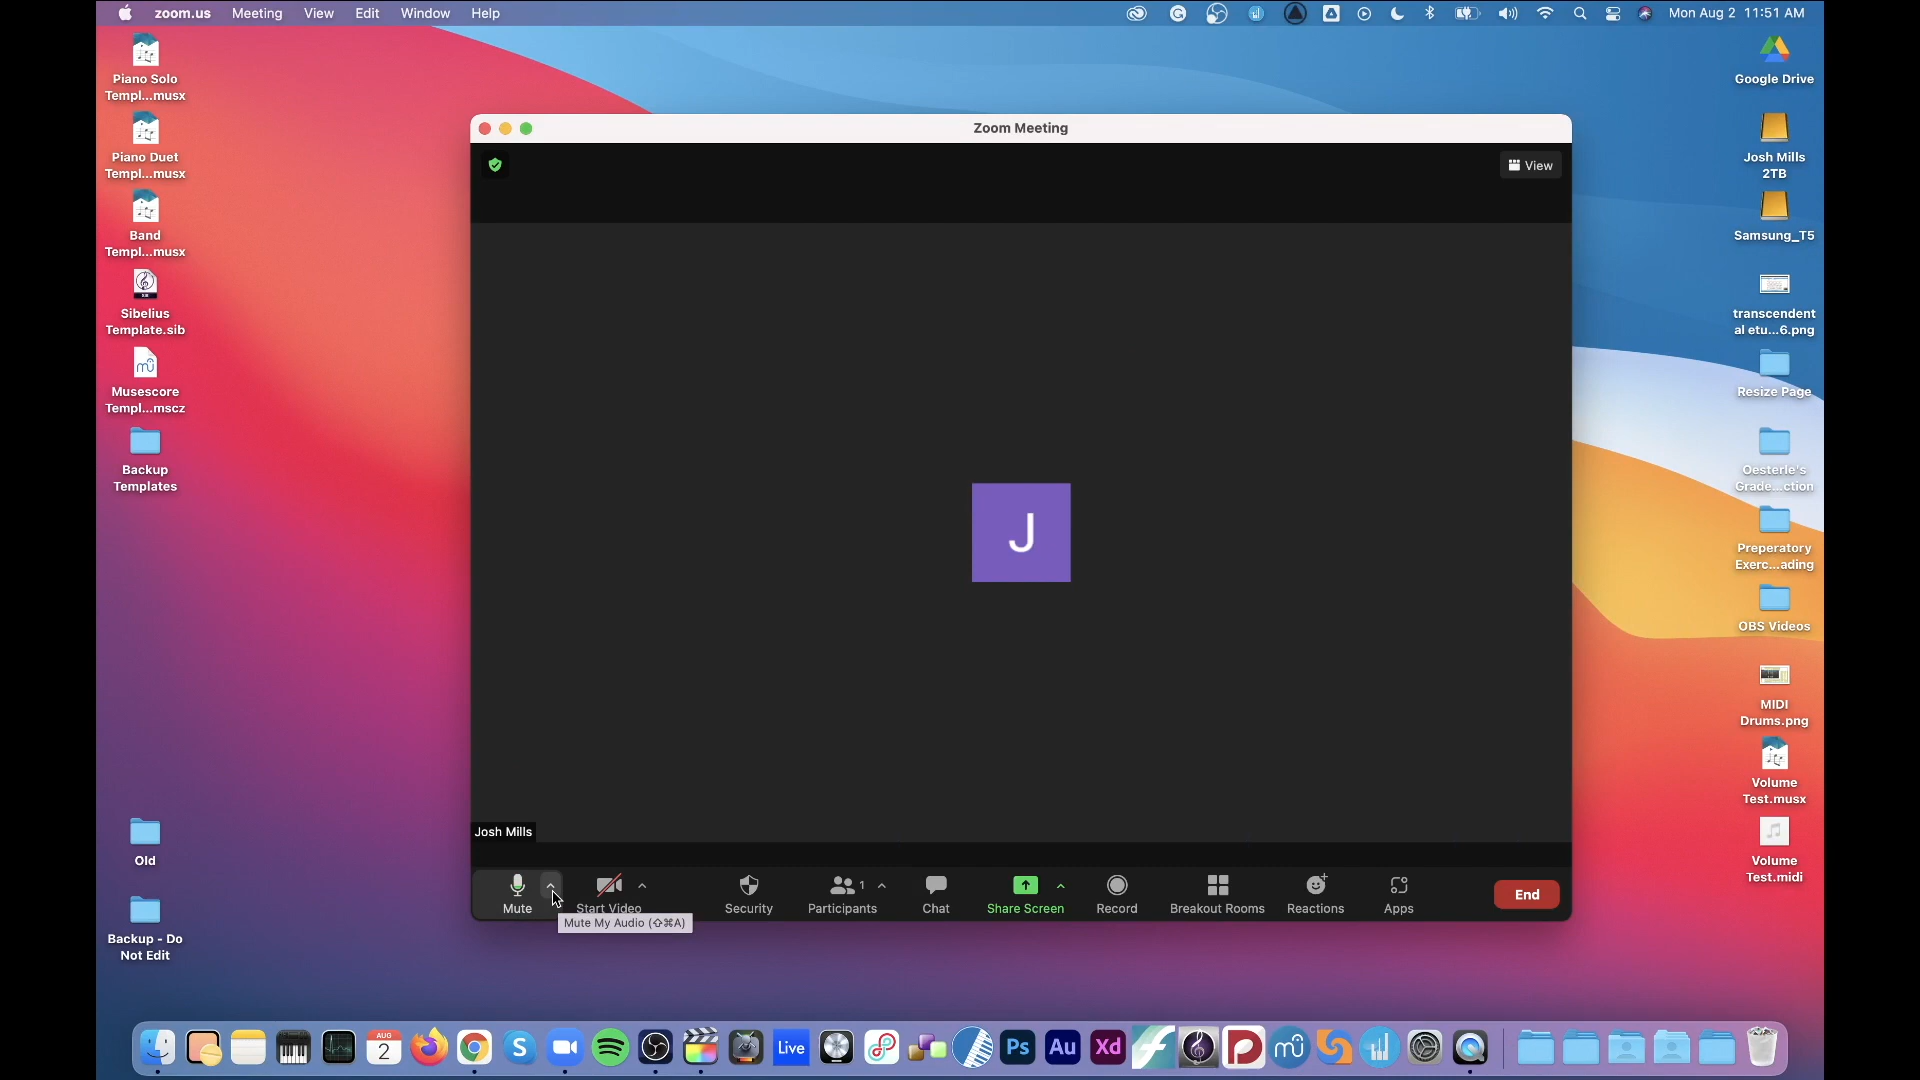 zoom.us Meeting View Edit Window Help
Mon Aug 2 11:51 AM
Piano Solo
Templ...musx
Piano Duet
Templ...musx
Band
Templ...musx
Sibelius
Template.sib
Musescore
Templ...mscz
Backup
Templates
Old
Backup - Do
Not Edit
Zoom Meeting
View
J
Josh Mills
Mute
Start Video
Security
Participants
1
Chat
Share Screen
Record
Breakout Rooms
Reactions
Apps
End
Mute My Audio (⇧⌘A)
Google Drive
Josh Mills
2TB
Samsung_T5
transcendent
al etu...6.png
Resize Page
Oesterle's
Grade...ction
Preperatory
Exerc...ading
OBS Videos
MIDI
Drums.png
Volume
Test.musx
Volume
Test.midi
AUG
2
S
Live
Ps
Au
Xd